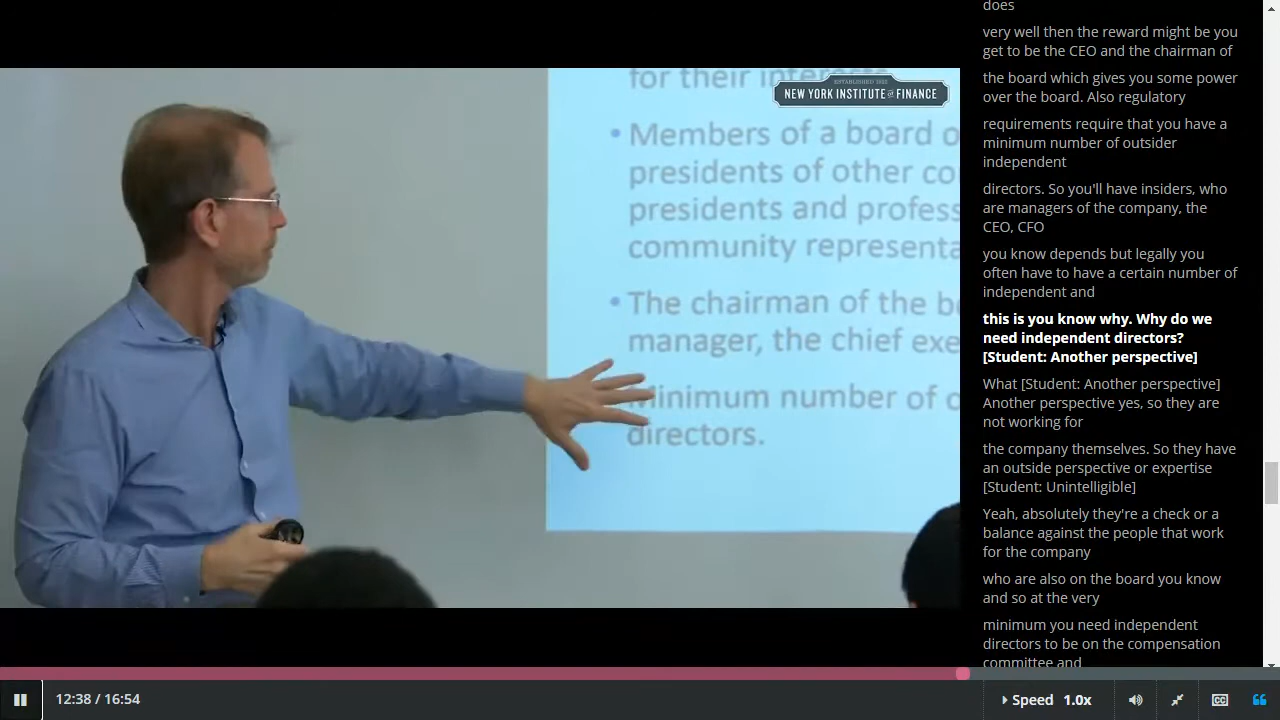 for their interests
ESTABLISHED 1922
NEW YORK INSTITUTE OF FINANCE
• Members of a board o
presidents of other co
presidents and profess
community representa
• The chairman of the b
manager, the chief exe
Minimum number of o
directors.
does
very well then the reward might be you
get to be the CEO and the chairman of
the board which gives you some power
over the board. Also regulatory
requirements require that you have a
minimum number of outsider
independent
directors. So you'll have insiders, who
are managers of the company, the
CEO, CFO
you know depends but legally you
often have to have a certain number of
independent and
this is you know why. Why do we
need independent directors?
[Student: Another perspective]
What [Student: Another perspective]
Another perspective yes, so they are
not working for
the company themselves. So they have
an outside perspective or expertise
[Student: Unintelligible]
Yeah, absolutely they're a check or a
balance against the people that work
for the company
who are also on the board you know
and so at the very
minimum you need independent
directors to be on the compensation
committee and
12:38 / 16:54
Speed 1.0x
CC